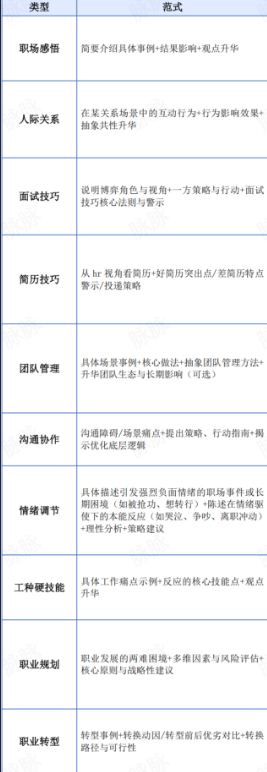 类型 范式
职场感悟 简要介绍具体事例+结果影响+观点升华
人际关系 在某关系场景中的互动行为+行为影响效果+
抽象共性升华
面试技巧 说明博弈角色与视角+一方策略与行动+面试
技巧核心法则与警示
简历技巧 从 hr 视角看简历+好简历突出点/差简历特点
警示/投递策略
团队管理 具体场景事例+核心做法+抽象团队管理方法+
升华团队生态与长期影响（可选）
沟通协作 沟通障碍/场景痛点+提出策略、行动指南+揭
示优化底层逻辑
情绪调节 具体描述引发强烈负面情绪的职场事件或长
期困境（如被抢功、想转行）+陈述在情绪驱
使下的本能反应（如哭泣、争吵、离职冲动）
+理性分析+策略建议
工种硬技能 具体工作痛点示例+反应的核心技能点+观点
升华
职业规划 职业发展的两难困境+多维因素与风险评估+
核心原则与战略性建议
职业转型 转型事例+转换动因/转型前后优劣对比+转换
路径与可行性